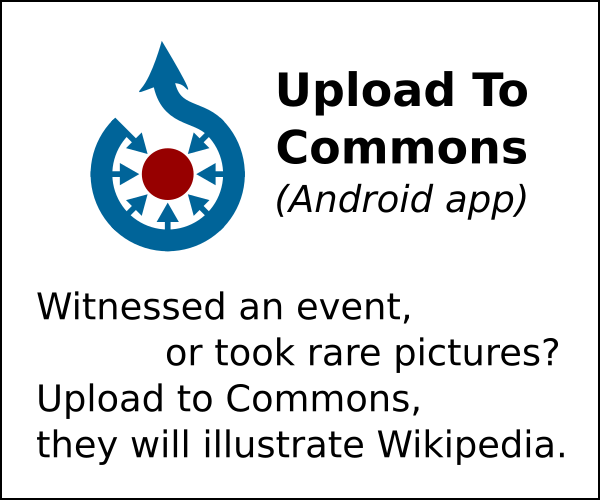 Upload To
Commons
(Android app)
Witnessed an event,
or took rare pictures?
Upload to Commons,
they will illustrate Wikipedia.